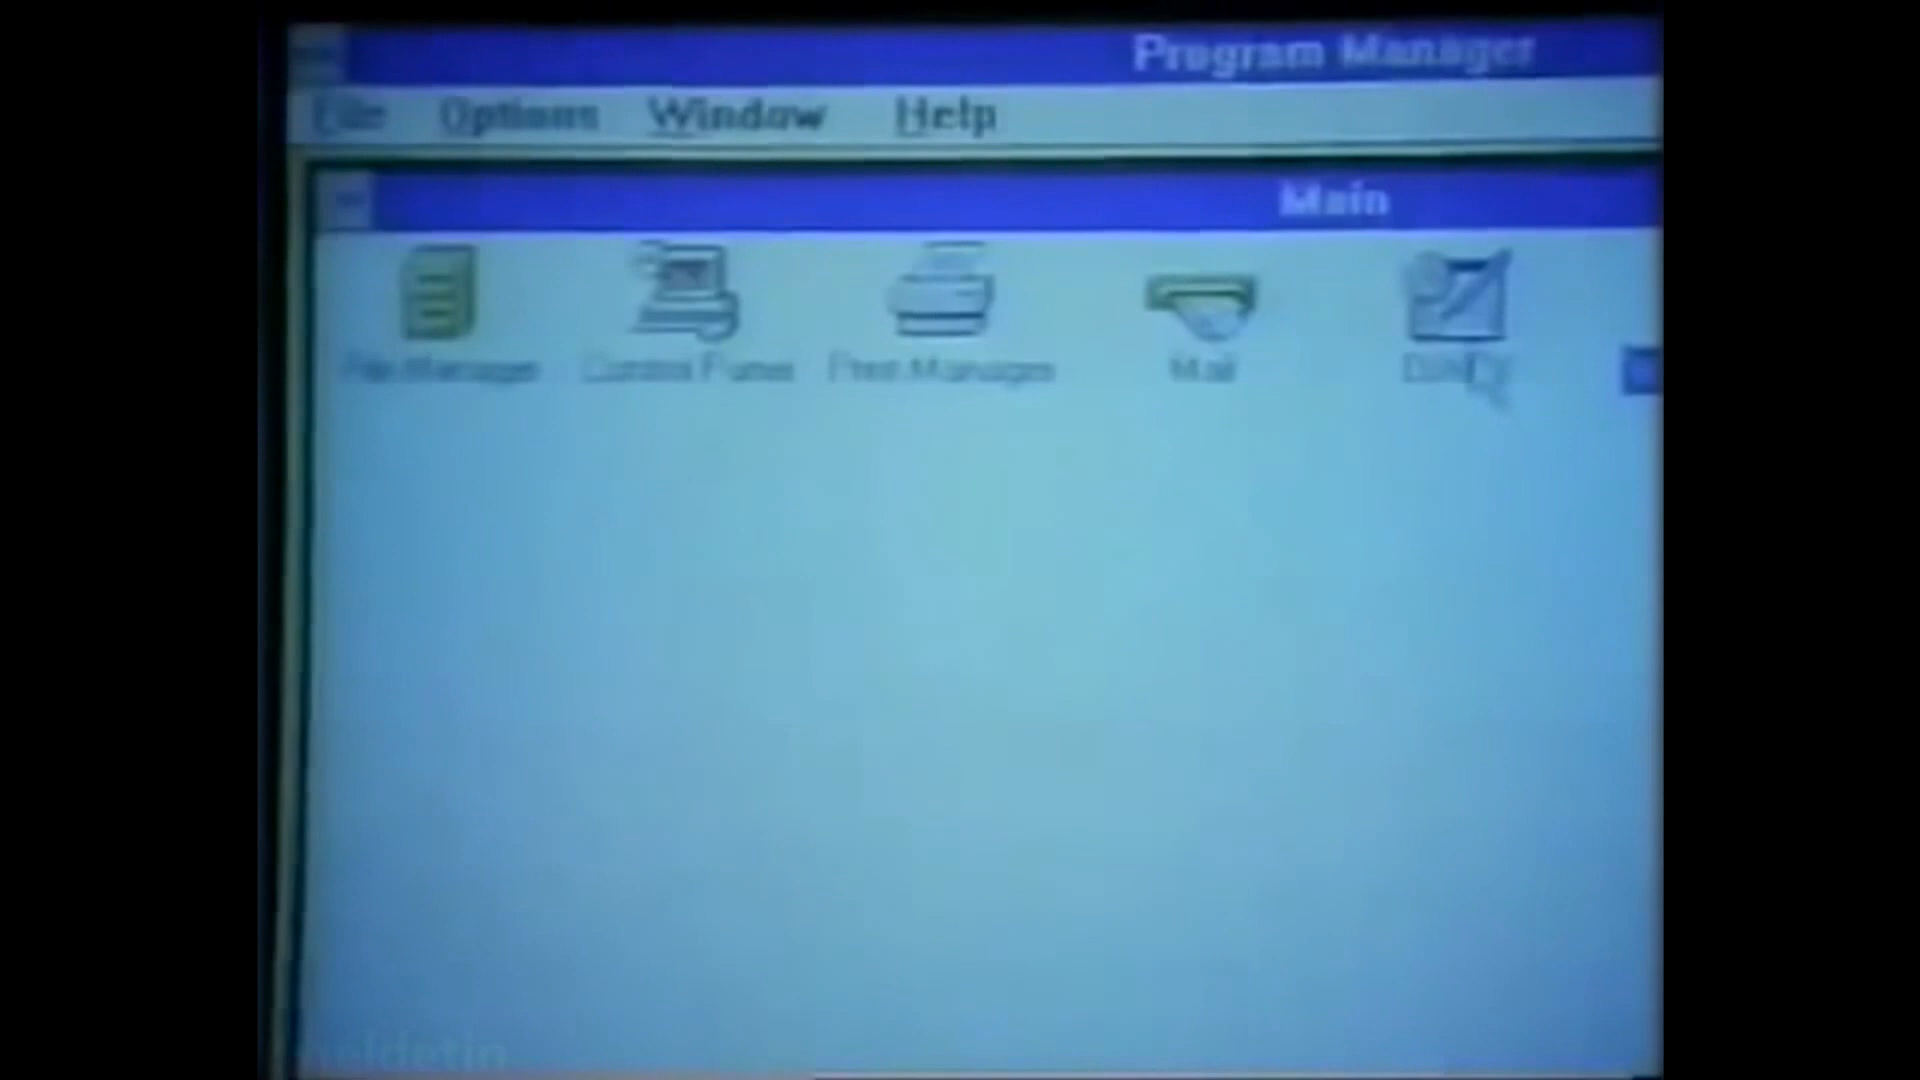 Program Manager
File Options Window Help
Main
File Manager Control Panel Print Manager Mail